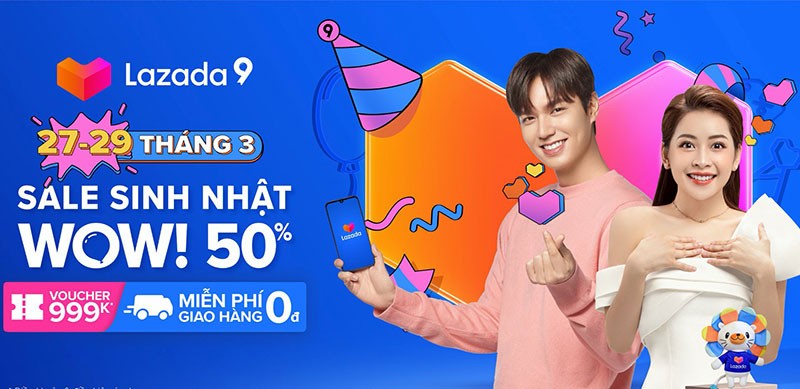 Lazada 9
27-29 THÁNG 3
SALE SINH NHẬT
WOW! 50%
VOUCHER
999K*
MIỄN PHÍ
GIAO HÀNG
0đ
9
Lazada
Lazada